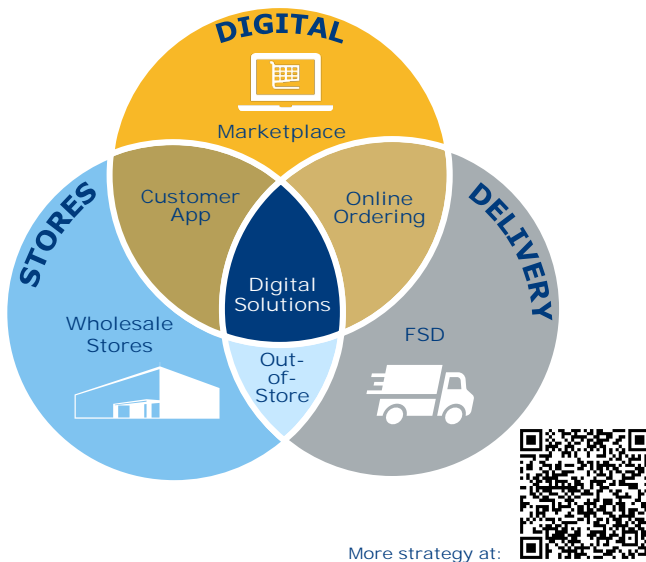 DIGITAL
Marketplace
STORES
Customer
App
Online
Ordering
DELIVERY
Digital
Solutions
Wholesale
Stores
FSD
Out-
of-
Store
More strategy at: